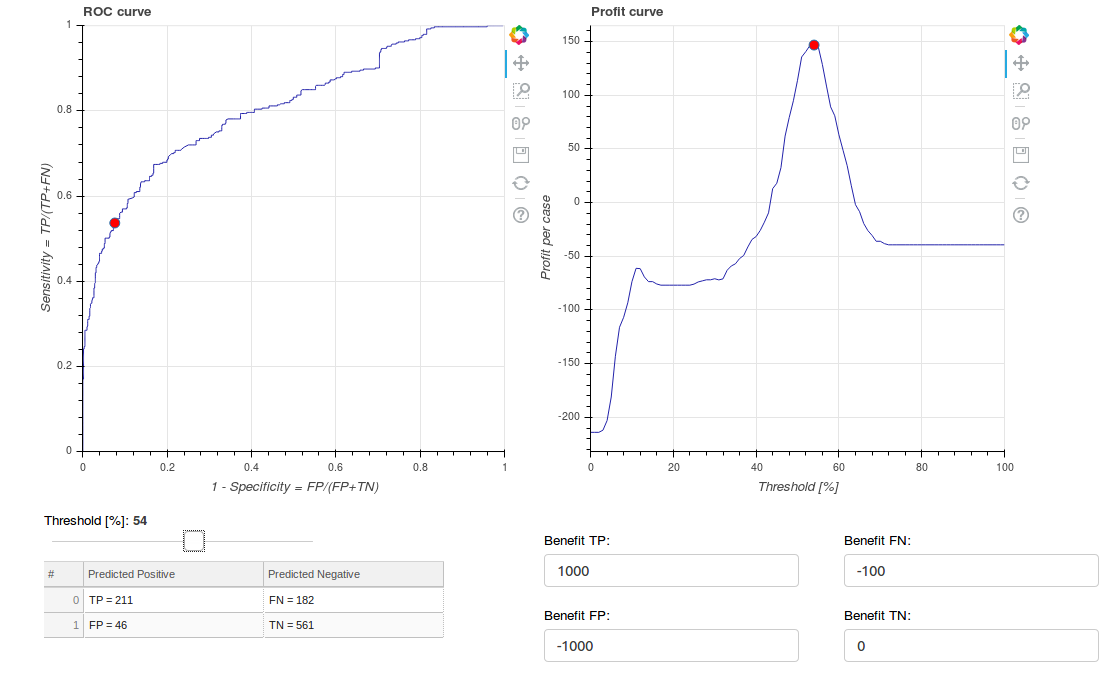 ROC curve
1
0.8
0.6
0.4
0.2
0
Sensitivity = TP/(TP+FN)
0
0.2
0.4
0.6
0.8
1
1 - Specificity = FP/(FP+TN)
Profit curve
150
100
50
0
-50
-100
-150
-200
Profit per case
0
20
40
60
80
100
Threshold [%]
Threshold [%]: 54
# Predicted Positive Predicted Negative
0 TP = 211 FN = 182
1 FP = 46 TN = 561
Benefit TP: Benefit FN:
1000 -100
Benefit FP: Benefit TN:
-1000 0